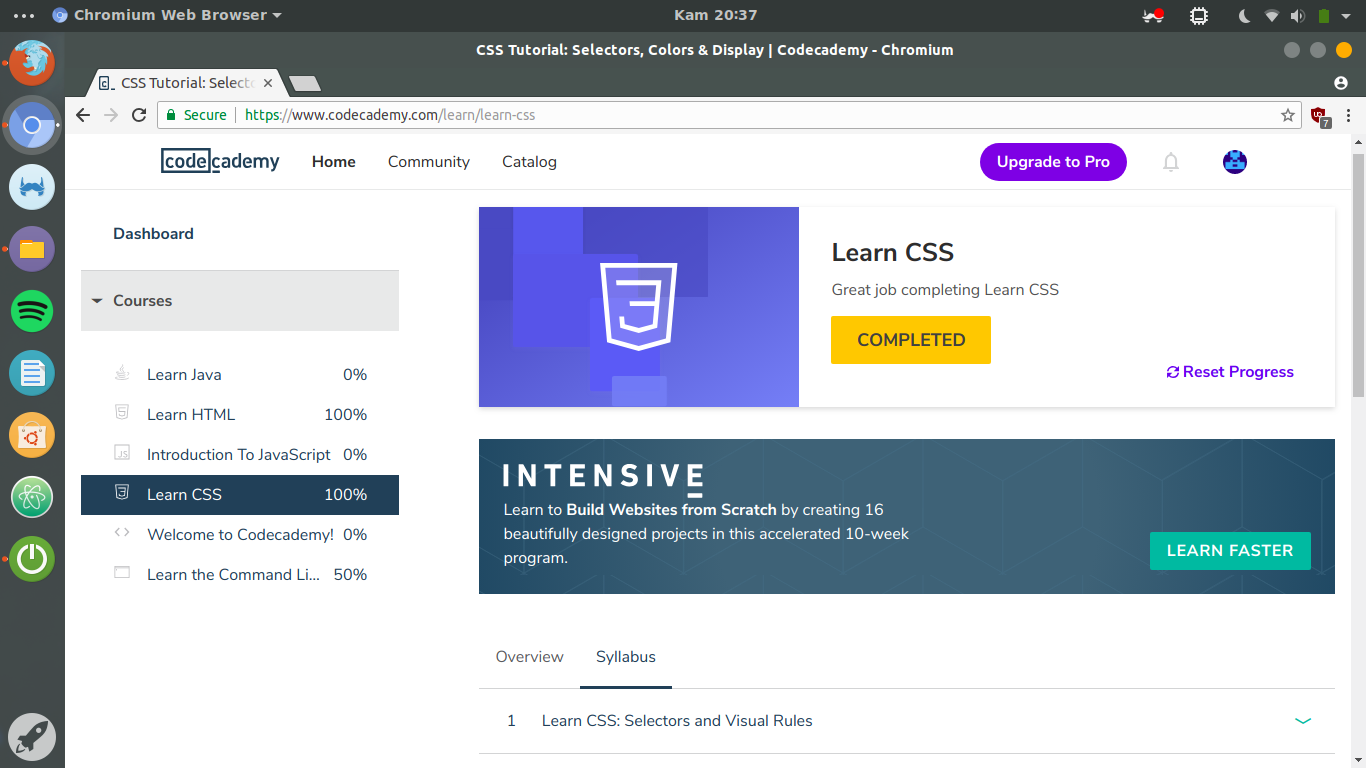 Chromium Web Browser
Kam 20:37
CSS Tutorial: Selectors, Colors & Display | Codecademy - Chromium
CSS Tutorial: Selecto
Secure
https://www.codecademy.com/learn/learn-css
7
codecademy
Home
Community
Catalog
Upgrade to Pro
Dashboard
Courses
Learn Java 0%
Learn HTML 100%
Introduction To JavaScript 0%
Learn CSS 100%
Welcome to Codecademy! 0%
Learn the Command Li... 50%
Learn CSS
Great job completing Learn CSS
COMPLETED
Reset Progress
INTENSIVE
Learn to Build Websites from Scratch by creating 16
beautifully designed projects in this accelerated 10-week
program.
LEARN FASTER
Overview
Syllabus
1 Learn CSS: Selectors and Visual Rules